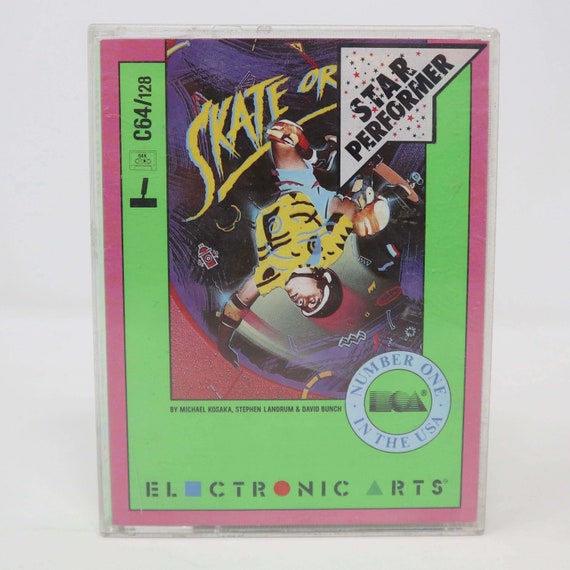 C64/128
64K
SKATE OR
STAR
PERFORMER
BY MICHAEL KOSAKA, STEPHEN LANDRUM & DAVID BUNCH
· NUMBER ONE ·
IN THE USA
ELECTRONIC ARTS®